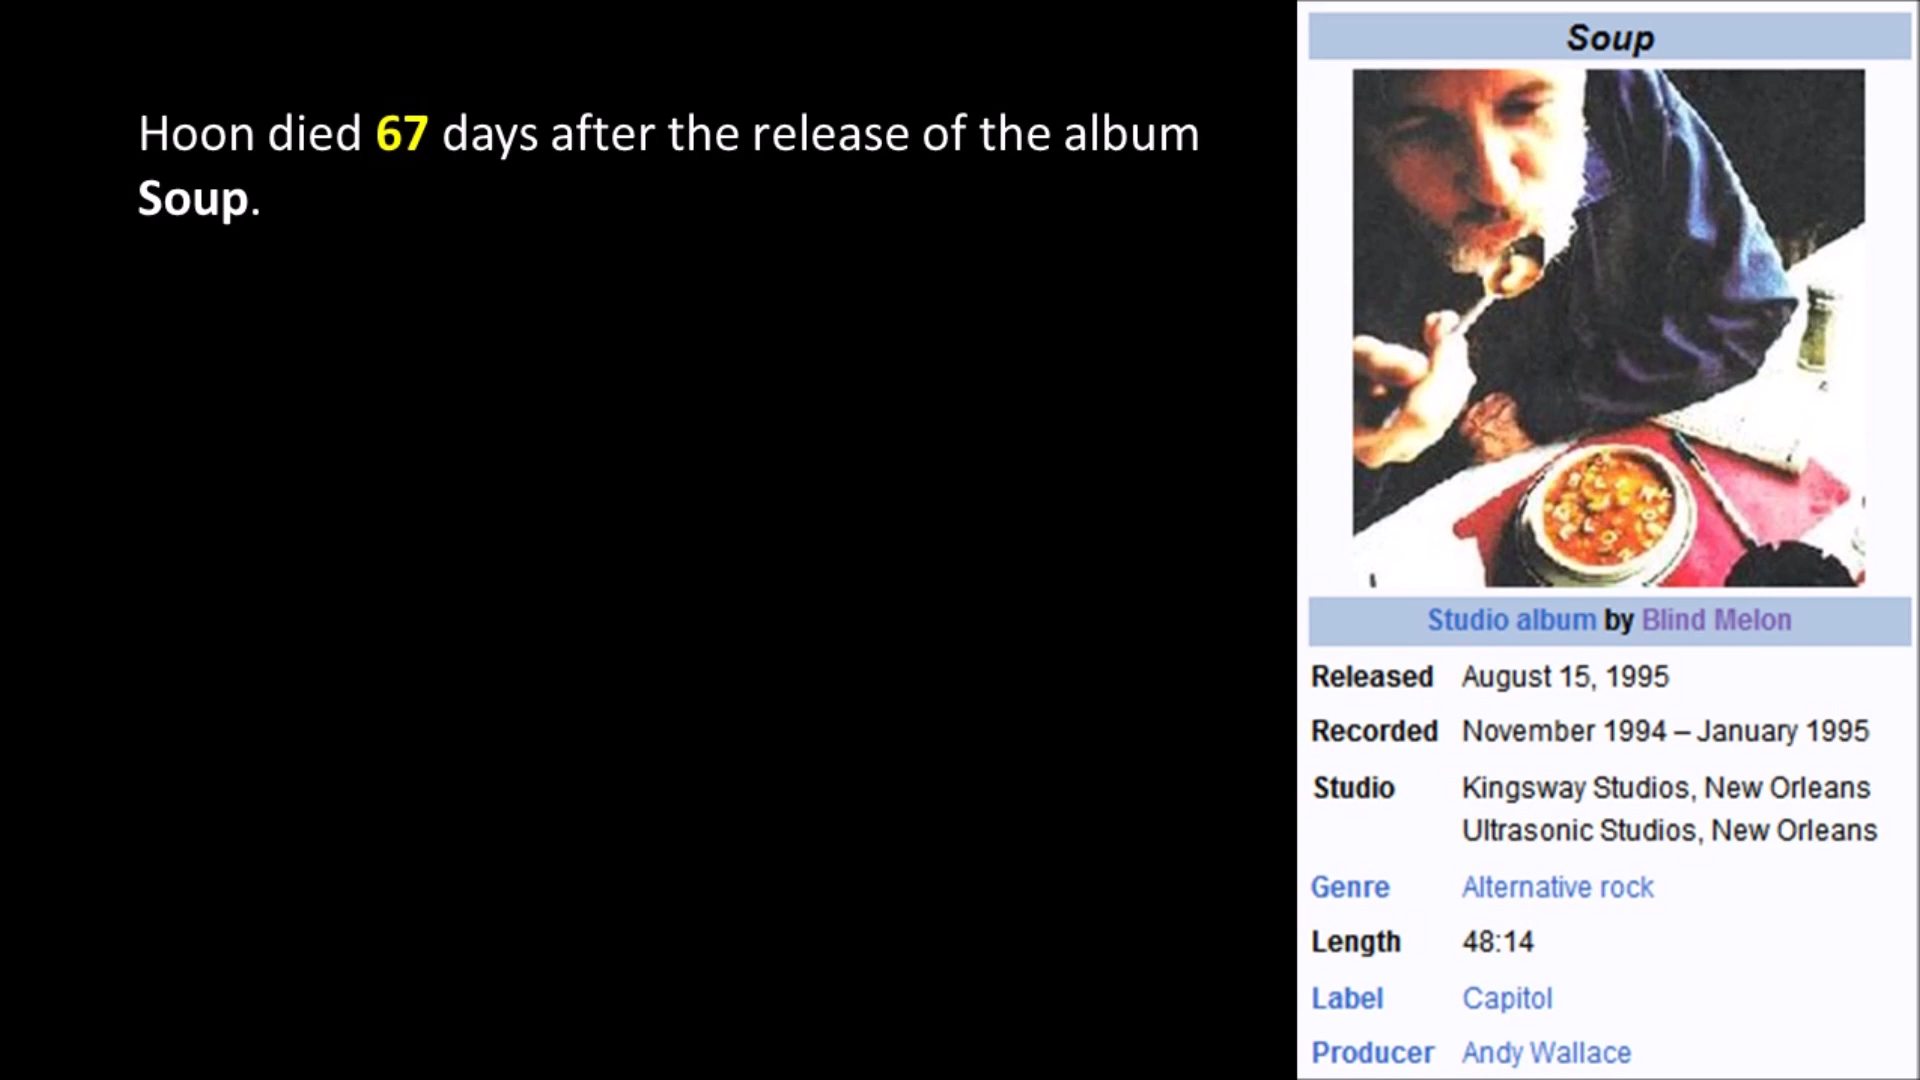 Hoon died 67 days after the release of the album
Soup.
Soup
Studio album by Blind Melon
Released August 15, 1995
Recorded November 1994 – January 1995
Studio Kingsway Studios, New Orleans
Ultrasonic Studios, New Orleans
Genre Alternative rock
Length 48:14
Label Capitol
Producer Andy Wallace